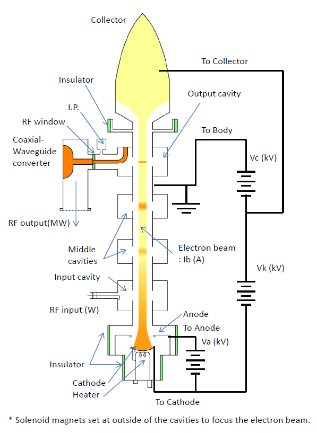 Collector
To Collector
Insulator
Output cavity
I.P.
RF window
Coaxial-
Waveguide
converter
To Body
Vc (kV)
RF output(MW)
Middle
cavities
Electron beam
: Ib (A)
Vk (kV)
Input cavity
RF input (W)
Anode
To Anode
Va (kV)
Insulator
Cathode
Heater
To Cathode
* Solenoid magnets set at outside of the cavities to focus the electron beam.